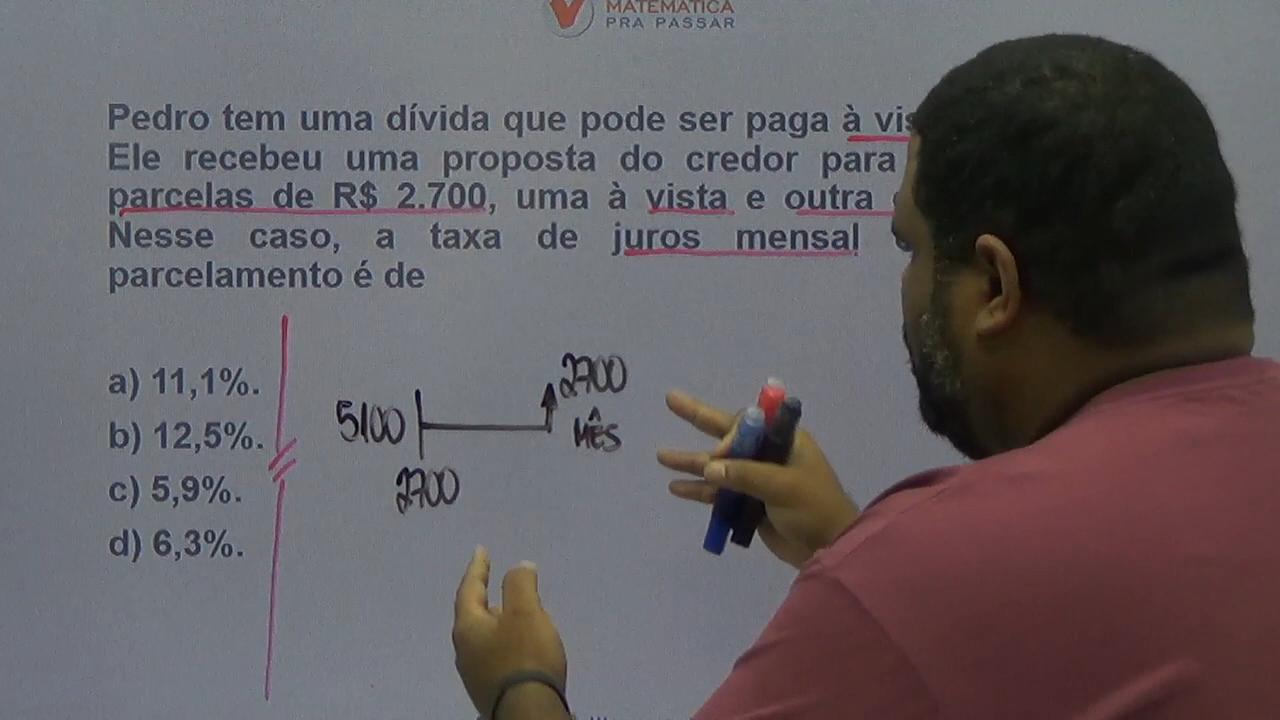 MATEMÁTICA
PRA PASSAR
Pedro tem uma dívida que pode ser paga à
Ele recebeu uma proposta do credor para
parcelas de R$ 2.700, uma à vista e outra
Nesse caso, a taxa de juros mensal
parcelamento é de
a) 11,1%.
b) 12,5%.
c) 5,9%.
d) 6,3%.
2700
5100
MÊS
2700